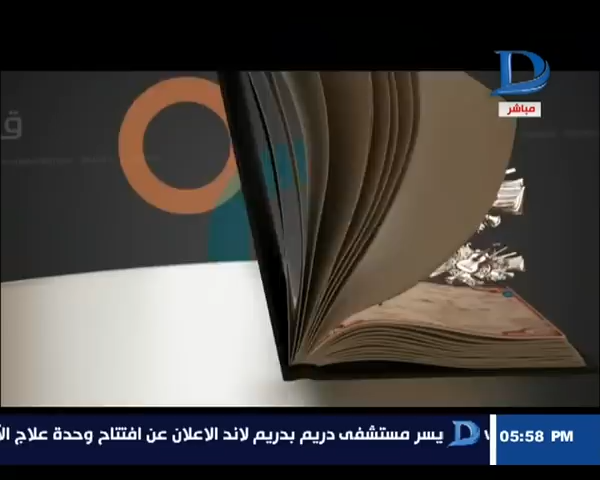 D
مباشر
ق
يسر مستشفى دريم بدريم لاند الاعلان عن افتتاح وحدة علاج
05:58 PM